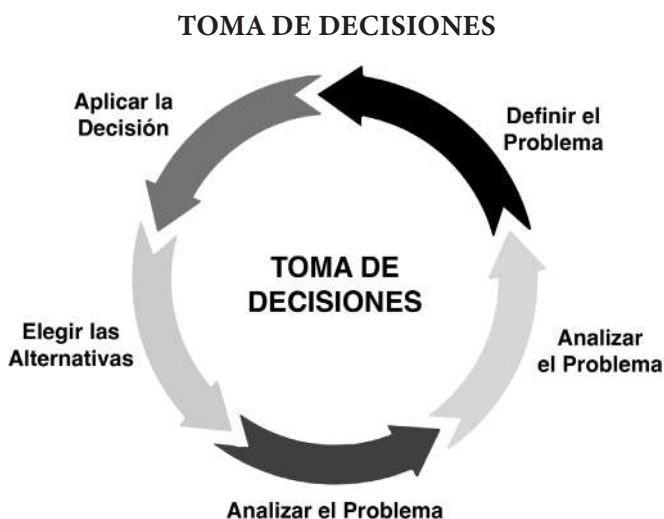 TOMA DE DECISIONES
Aplicar la
Decisión
Definir el
Problema
TOMA DE
DECISIONES
Elegir las
Alternativas
Analizar
el Problema
Analizar el Problema